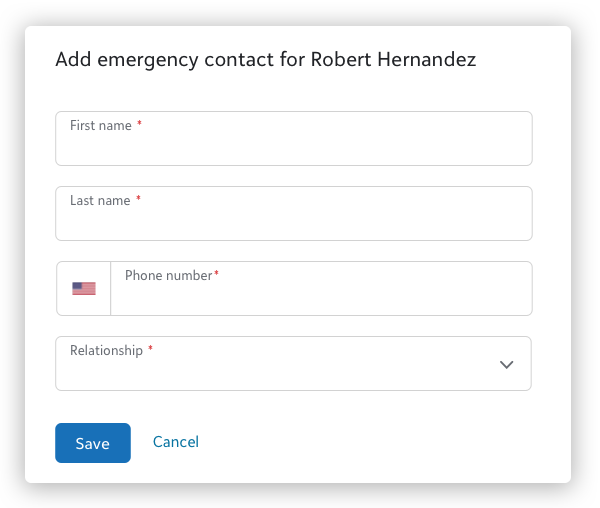 Add emergency contact for Robert Hernandez
First name *
Last name *
Phone number*
Relationship *
Save
Cancel